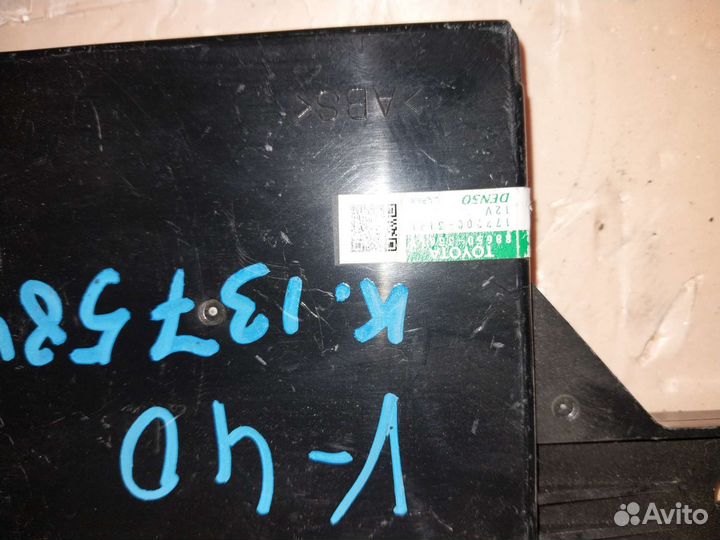 >ABS<
TOYOTA
12V
DENSO
к.13758
V-40
Avito